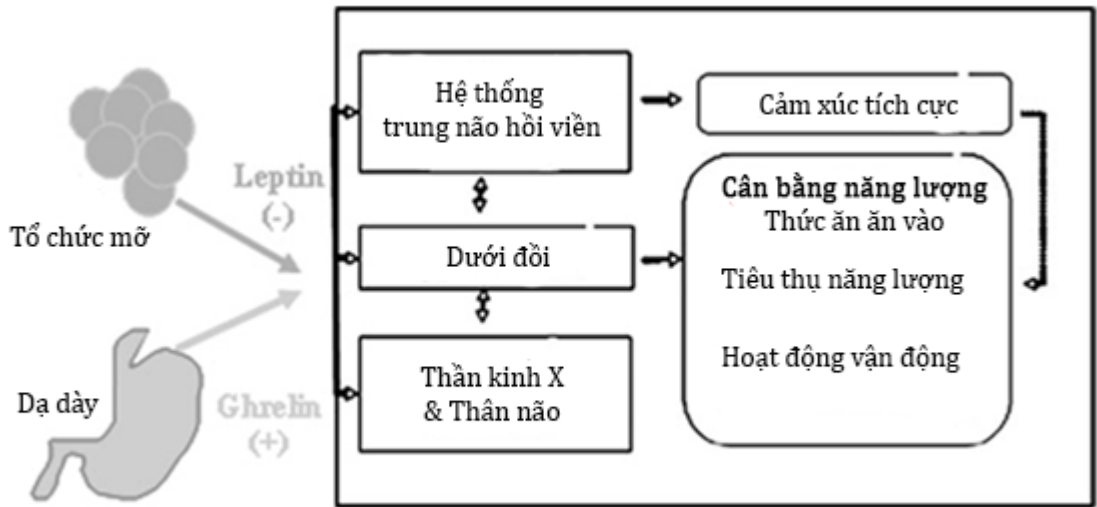 Tổ chức mỡ
Leptin
(-)
Dạ dày
Ghrelin
(+)
Hệ thống
trung não hồi viền
Dưới đồi
Thần kinh X
& Thân não
Cảm xúc tích cực
Cân bằng năng lượng
Thức ăn ăn vào
Tiêu thụ năng lượng
Hoạt động vận động